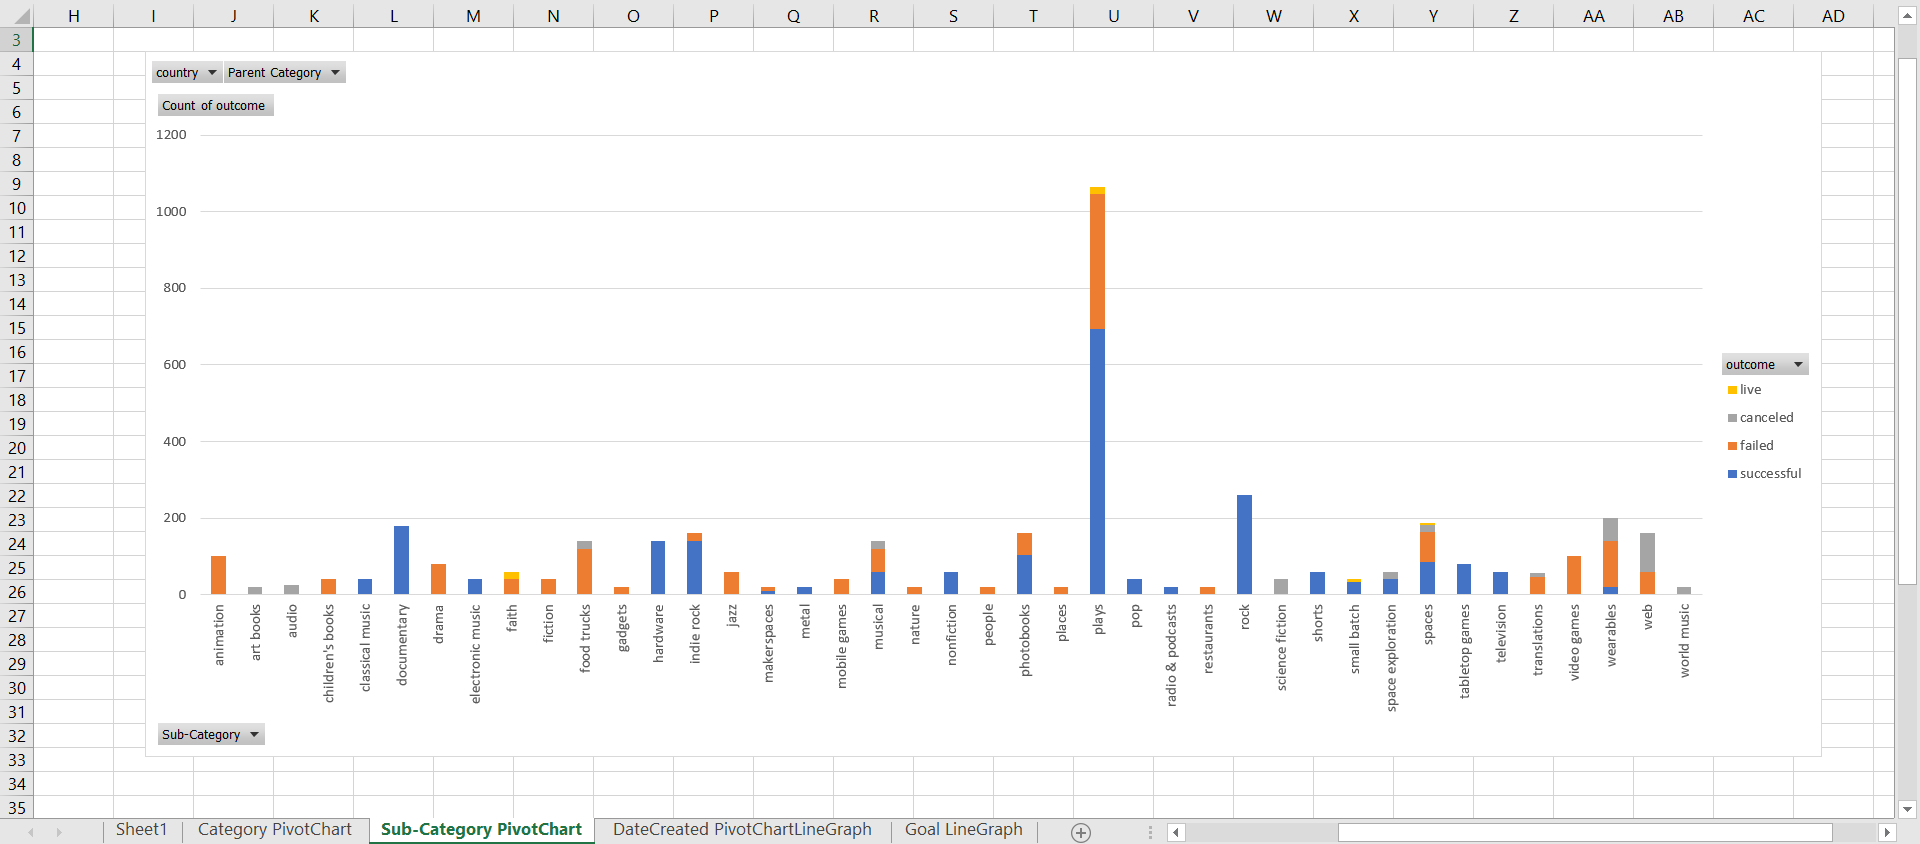 H I J K L M N O P Q R S T U V W X Y Z AA AB AC AD
3
4
5
6
7
8
9
10
11
12
13
14
15
16
17
18
19
20
21
22
23
24
25
26
27
28
29
30
31
32
33
34
35
country Parent Category
Count of outcome
1200
1000
800
600
400
200
0
animation
art books
audio
children's books
classical music
documentary
drama
electronic music
faith
fiction
food trucks
gadgets
hardware
indie rock
jazz
makerspaces
metal
mobile games
musical
nature
nonfiction
people
photobooks
places
plays
pop
radio & podcasts
restaurants
rock
science fiction
shorts
small batch
space exploration
spaces
tabletop games
television
translations
video games
wearables
web
world music
outcome
live
canceled
failed
successful
Sub-Category
Sheet1 Category PivotChart Sub-Category PivotChart DateCreated PivotChartLineGraph Goal LineGraph